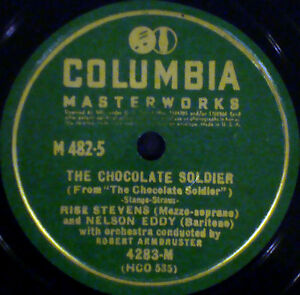 COLUMBIA
MASTERWORKS
M 482-5
THE CHOCOLATE SOLDIER
(From "The Chocolate Soldier")
-Stange-Straus-
RISE STEVENS (Mezzo-soprano)
and NELSON EDDY (Baritone)
with orchestra conducted by
ROBERT ARMBRUSTER
4283-M
(HCO 535)